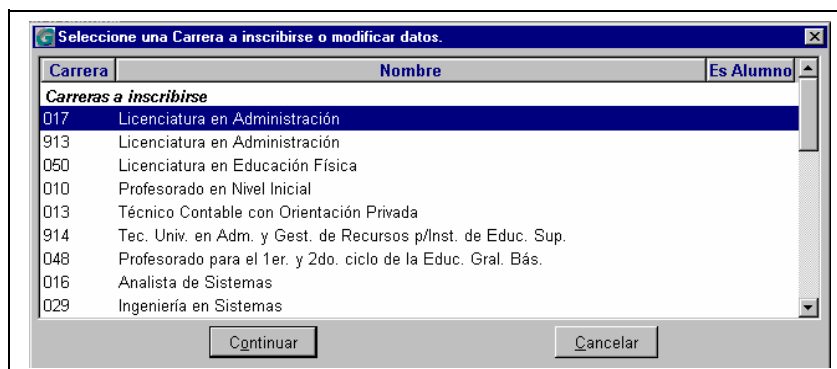 Seleccione una Carrera a inscribirse o modificar datos.
Carrera Nombre Es Alumno
Carreras a inscribirse
017 Licenciatura en Administración
913 Licenciatura en Administración
050 Licenciatura en Educación Física
010 Profesorado en Nivel Inicial
013 Técnico Contable con Orientación Privada
914 Tec. Univ. en Adm. y Gest. de Recursos p/Inst. de Educ. Sup.
048 Profesorado para el 1er. y 2do. ciclo de la Educ. Gral. Bás.
016 Analista de Sistemas
029 Ingeniería en Sistemas
Continuar Cancelar